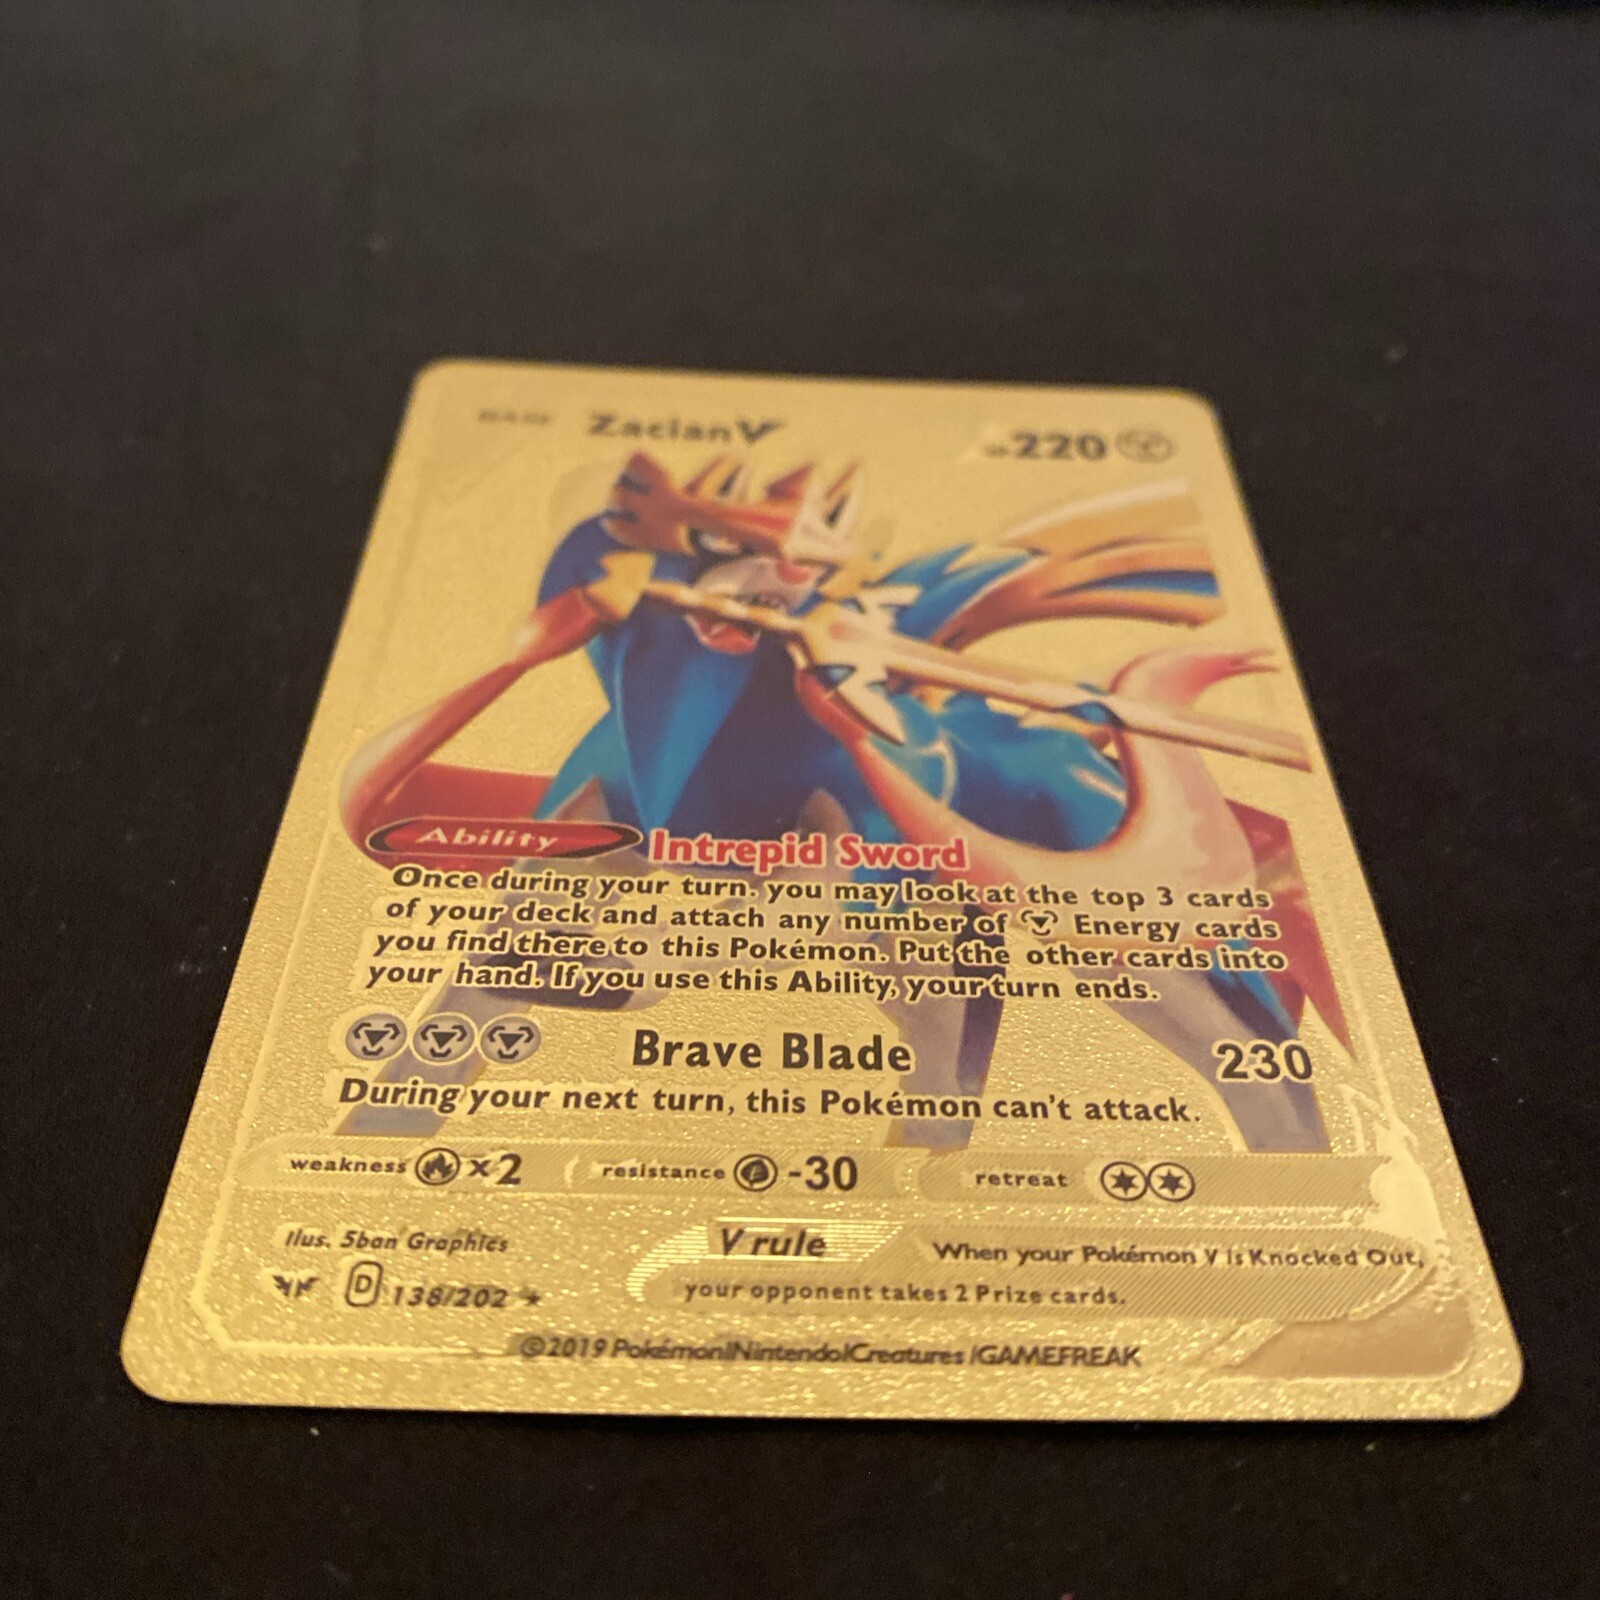 Zacian V
220
Ability Intrepid Sword
Once during your turn. you may look at the top 3 cards
of your deck and attach any number of Energy cards
you find there to this Pokémon. Put the other cards into
your hand. If you use this Ability, your turn ends.
Brave Blade 230
During your next turn, this Pokémon can't attack.
weakness x2 resistance -30 retreat
Ilus. 5ban Graphics
V rule When your Pokémon V is Knocked Out,
your opponent takes 2 Prize cards.
D 138/202 ★
©2019 Pokémon/Nintendo/Creatures /GAMEFREAK